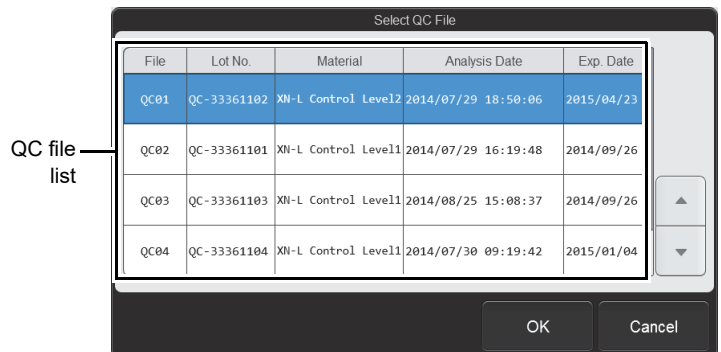 Select QC File
File Lot No. Material Analysis Date Exp. Date
QC01 QC-33361102 XN-L Control Level2 2014/07/29 18:50:06 2015/04/23
QC02 QC-33361101 XN-L Control Level1 2014/07/29 16:19:48 2014/09/26
QC03 QC-33361103 XN-L Control Level1 2014/08/25 15:08:37 2014/09/26
QC04 QC-33361104 XN-L Control Level1 2014/07/30 09:19:42 2015/01/04
OK Cancel
QC file
list